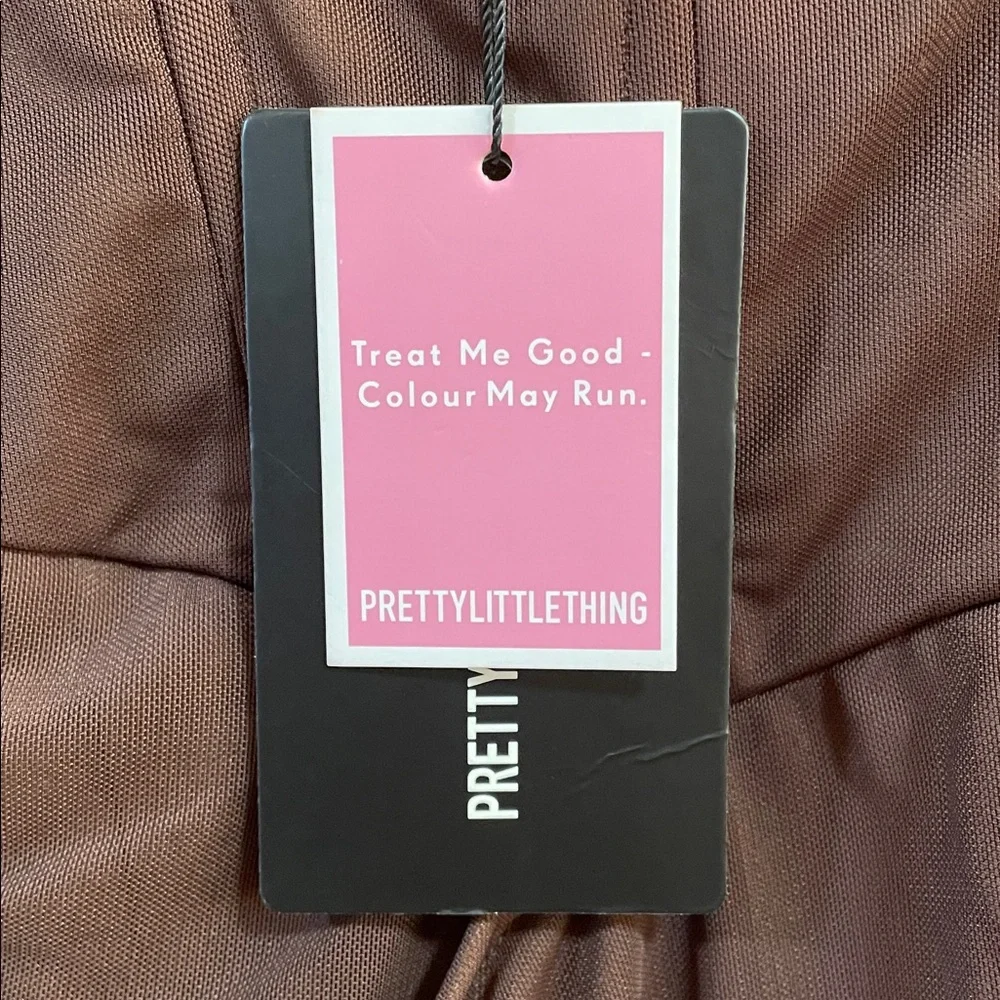 Treat Me Good -
Colour May Run.
PRETTYLITTLETHING
PRETTY